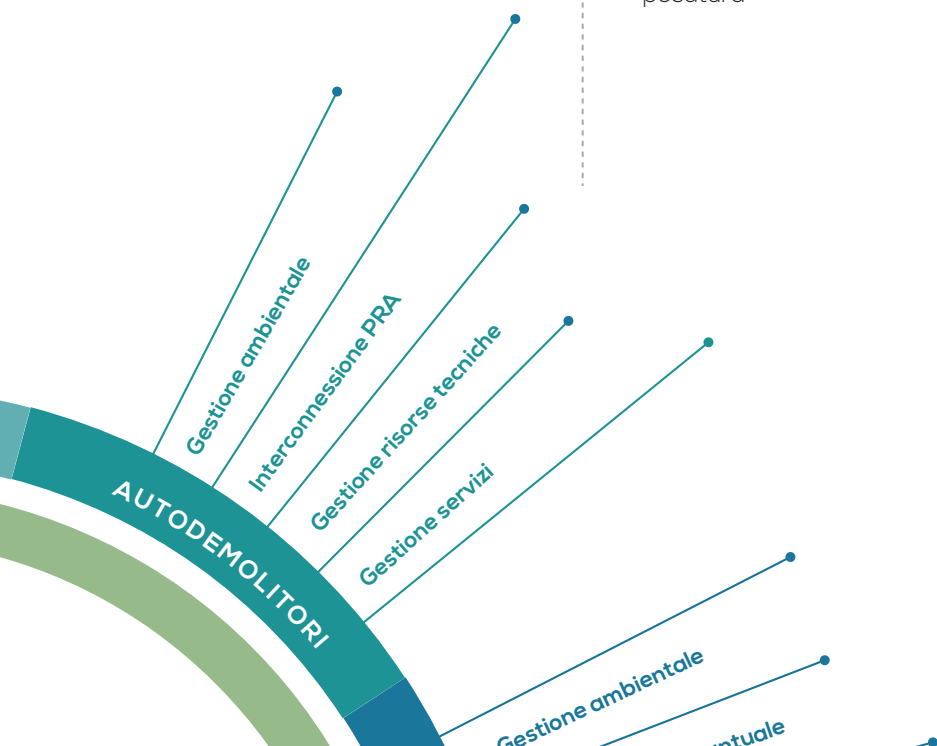 Gestione ambientale
Interconnessione PRA
Gestione risorse tecniche
Gestione servizi
AUTODEMOLITORI
Gestione ambientale